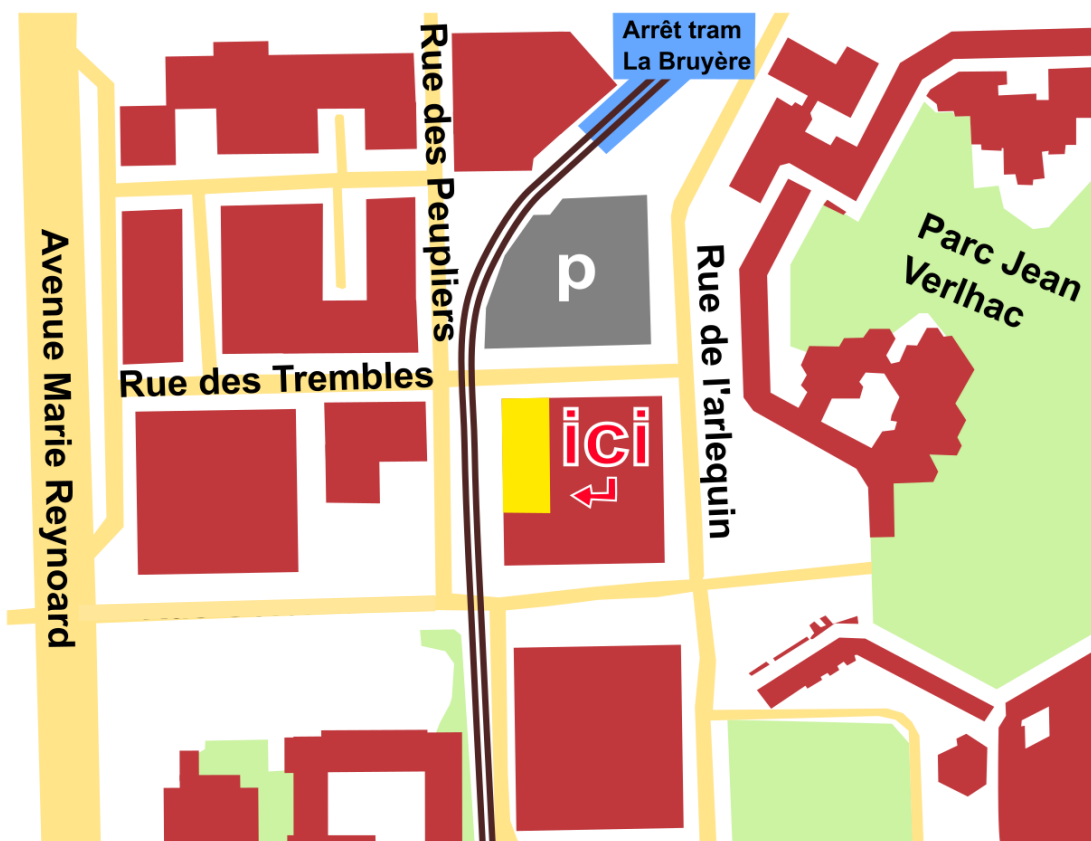 Arrêt tram
La Bruyère
Rue des Peupliers
p
Parc Jean
Verlhac
Avenue Marie Reynoard
Rue de l'arlequin
Rue des Trembles
ici